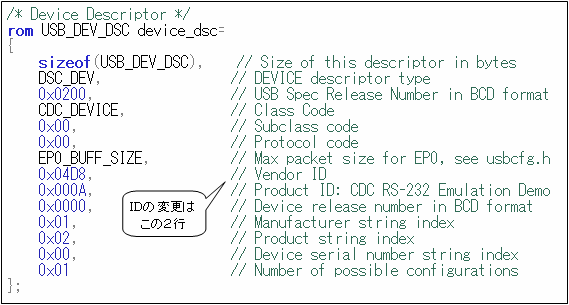 /* Device Descriptor */
rom USB_DEV_DSC device_dsc=
{
sizeof(USB_DEV_DSC), // Size of this descriptor in bytes
DSC_DEV, // DEVICE descriptor type
0x0200, // USB Spec Release Number in BCD format
CDC_DEVICE, // Class Code
0x00, // Subclass code
0x00, // Protocol code
EP0_BUFF_SIZE, // Max packet size for EP0, see usbcfg.h
0x04D8, // Vendor ID
0x000A, // Product ID: CDC RS-232 Emulation Demo
0x0000, // Device release number in BCD format
0x01, // Manufacturer string index
0x02, // Product string index
0x00, // Device serial number string index
0x01 // Number of possible configurations
};
IDの変更は
この2行